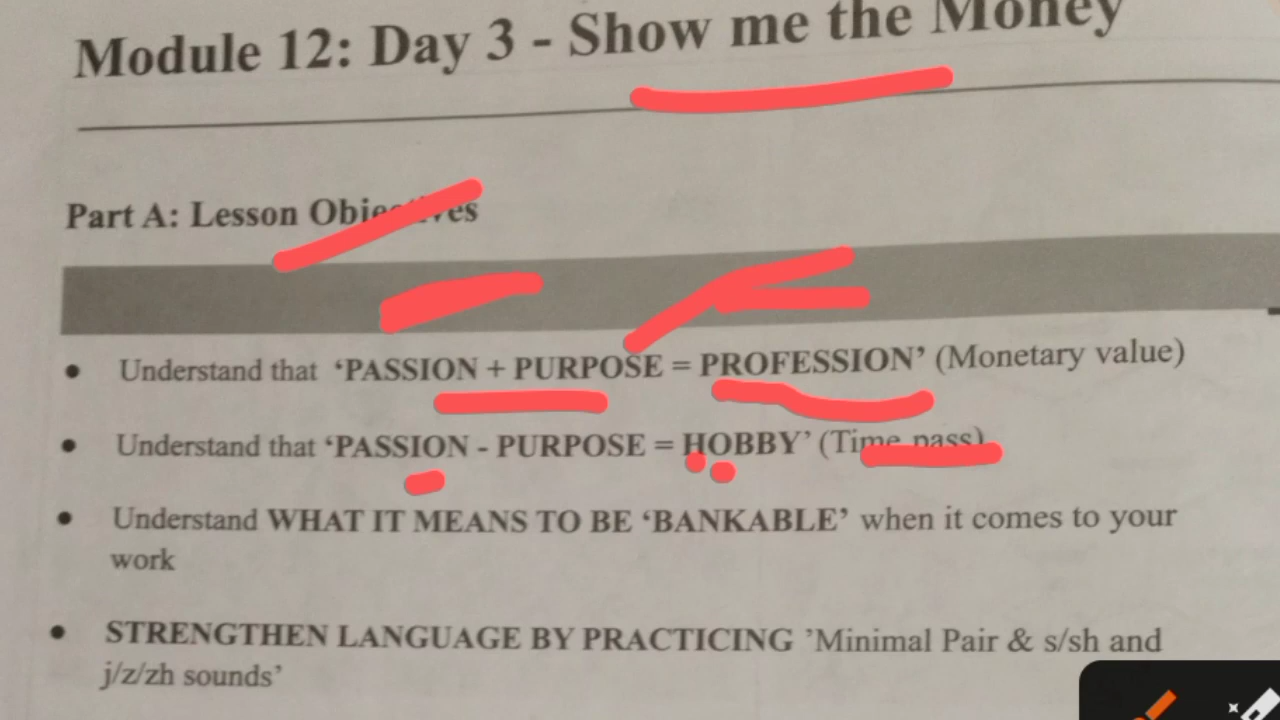 Module 12: Day 3 - Show me the Money
Part A: Lesson Objectives
• Understand that ‘PASSION + PURPOSE = PROFESSION’ (Monetary value)
• Understand that ‘PASSION - PURPOSE = HOBBY’ (Time pass)
• Understand WHAT IT MEANS TO BE ‘BANKABLE’ when it comes to your
work
• STRENGTHEN LANGUAGE BY PRACTICING ’Minimal Pair & s/sh and
j/z/zh sounds’